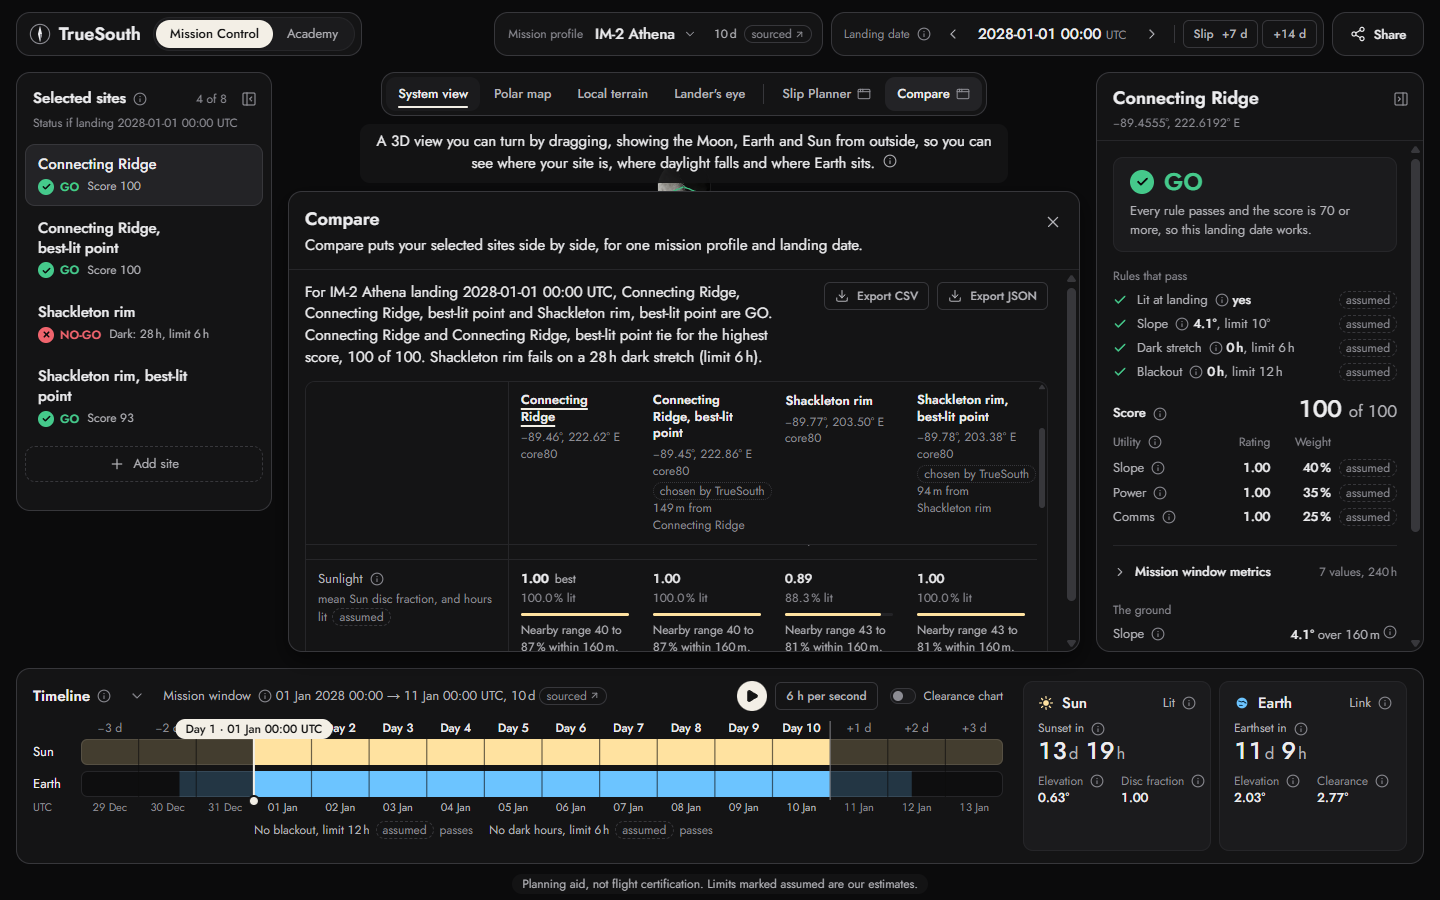 TrueSouth
Mission Control
Academy
Mission profile IM-2 Athena 10 d sourced ↗
Landing date 2028-01-01 00:00 UTC
Slip +7 d
+14 d
Share
Selected sites 4 of 8
Status if landing 2028-01-01 00:00 UTC
Connecting Ridge
GO Score 100
Connecting Ridge,
best-lit point
GO Score 100
Shackleton rim
NO-GO Dark: 28 h, limit 6 h
Shackleton rim, best-lit
point
GO Score 93
+ Add site
System view
Polar map
Local terrain
Lander's eye
Slip Planner
Compare
A 3D view you can turn by dragging, showing the Moon, Earth and Sun from outside, so you can
see where your site is, where daylight falls and where Earth sits.
Compare
Compare puts your selected sites side by side, for one mission profile and landing date.
For IM-2 Athena landing 2028-01-01 00:00 UTC, Connecting Ridge,
Connecting Ridge, best-lit point and Shackleton rim, best-lit point are GO.
Connecting Ridge and Connecting Ridge, best-lit point tie for the highest
score, 100 of 100. Shackleton rim fails on a 28 h dark stretch (limit 6 h).
Export CSV
Export JSON
Connecting
Ridge
−89.46°, 222.62° E
core80
Connecting
Ridge, best-lit
point
−89.45°, 222.86° E
core80
chosen by TrueSouth
149 m from
Connecting Ridge
Shackleton rim
−89.77°, 203.50° E
core80
Shackleton rim,
best-lit point
−89.78°, 203.38° E
core80
chosen by TrueSouth
94 m from
Shackleton rim
Sunlight
mean Sun disc fraction, and hours
lit assumed
1.00 best
100.0 % lit
Nearby range 40 to
87 % within 160 m.
1.00
100.0 % lit
Nearby range 40 to
87 % within 160 m.
0.89
88.3 % lit
Nearby range 43 to
81 % within 160 m.
1.00
100.0 % lit
Nearby range 43 to
81 % within 160 m.
Connecting Ridge
−89.4555°, 222.6192° E
GO
Every rule passes and the score is 70 or
more, so this landing date works.
Rules that pass
Lit at landing yes assumed
Slope 4.1°, limit 10° assumed
Dark stretch 0 h, limit 6 h assumed
Blackout 0 h, limit 12 h assumed
Score 100 of 100
Utility Rating Weight
Slope 1.00 40 % assumed
Power 1.00 35 % assumed
Comms 1.00 25 % assumed
Mission window metrics 7 values, 240 h
The ground
Slope 4.1° over 160 m
Timeline
Mission window 01 Jan 2028 00:00 → 11 Jan 00:00 UTC, 10 d sourced ↗
6 h per second
Clearance chart
−3 d −2 d Day 1 · 01 Jan 00:00 UTC ay 2 Day 3 Day 4 Day 5 Day 6 Day 7 Day 8 Day 9 Day 10 +1 d +2 d +3 d
Sun
Earth
UTC 29 Dec 30 Dec 31 Dec 01 Jan 02 Jan 03 Jan 04 Jan 05 Jan 06 Jan 07 Jan 08 Jan 09 Jan 10 Jan 11 Jan 12 Jan 13 Jan
No blackout, limit 12 h assumed passes No dark hours, limit 6 h assumed passes
Sun Lit
Sunset in
13 d 19 h
Elevation Disc fraction
0.63° 1.00
Earth Link
Earthset in
11 d 9 h
Elevation Clearance
2.03° 2.77°
Planning aid, not flight certification. Limits marked assumed are our estimates.